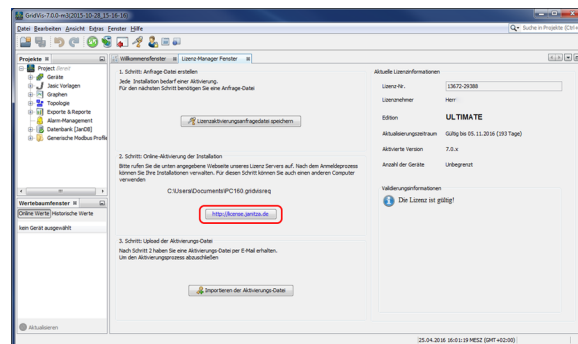 GridVis-7.0.0-m3(2015-10-28_15-16-16)
Datei Bearbeiten Ansicht Extras Fenster Hilfe
Suche in Projekte (Ctrl+
Projekte
Project
Geräte
Jasic Vorlagen
Graphen
Topologie
Exporte & Reporte
Alarm-Management
Datenbank [JanDB]
Generische Modbus Profile
Wertebaumfenster
Online Werte Historische Werte
kein Gerät ausgewählt
Aktualisieren
Willkommensfenster Lizenz-Manager Fenster
1. Schritt: Anfrage-Datei erstellen
Jede Installation bedarf einer Aktivierung.
Für den nächsten Schritt benötigen Sie eine Anfrage-Datei
Lizenzaktivierungsanfragedatei speichern
2. Schritt: Online-Aktivierung der Installation
Bitte rufen Sie die unten angegebene Webseite unseres Lizenz Servers auf. Nach dem Anmeldeprozess
können Sie Ihre Installationen verwalten. Für diesen Schritt können Sie auch einen anderen Computer
verwenden
C:\Users\Documents\PC160.gridvisreq
http://license.janitza.de
3. Schritt: Upload der Aktivierungs-Datei
Nach Schritt 2 haben Sie eine Aktivierungs-Datei per E-Mail erhalten.
Um den Aktivierungsprozess abzuschließen
Importieren der Aktivierungs-Datei
Aktuelle Lizenzinformationen
Lizenz-Nr. 13672-29388
Lizenznehmer Herr
Edition ULTIMATE
Aktualisierungszeitraum Gültig bis 05.11.2016 (193 Tage)
Aktivierte Version 7.0.x
Anzahl der Geräte Unbegrenzt
Validierungsinformationen
Die Lizenz ist gültig!
25.04.2016 16:01:19 MESZ (GMT+02:00)